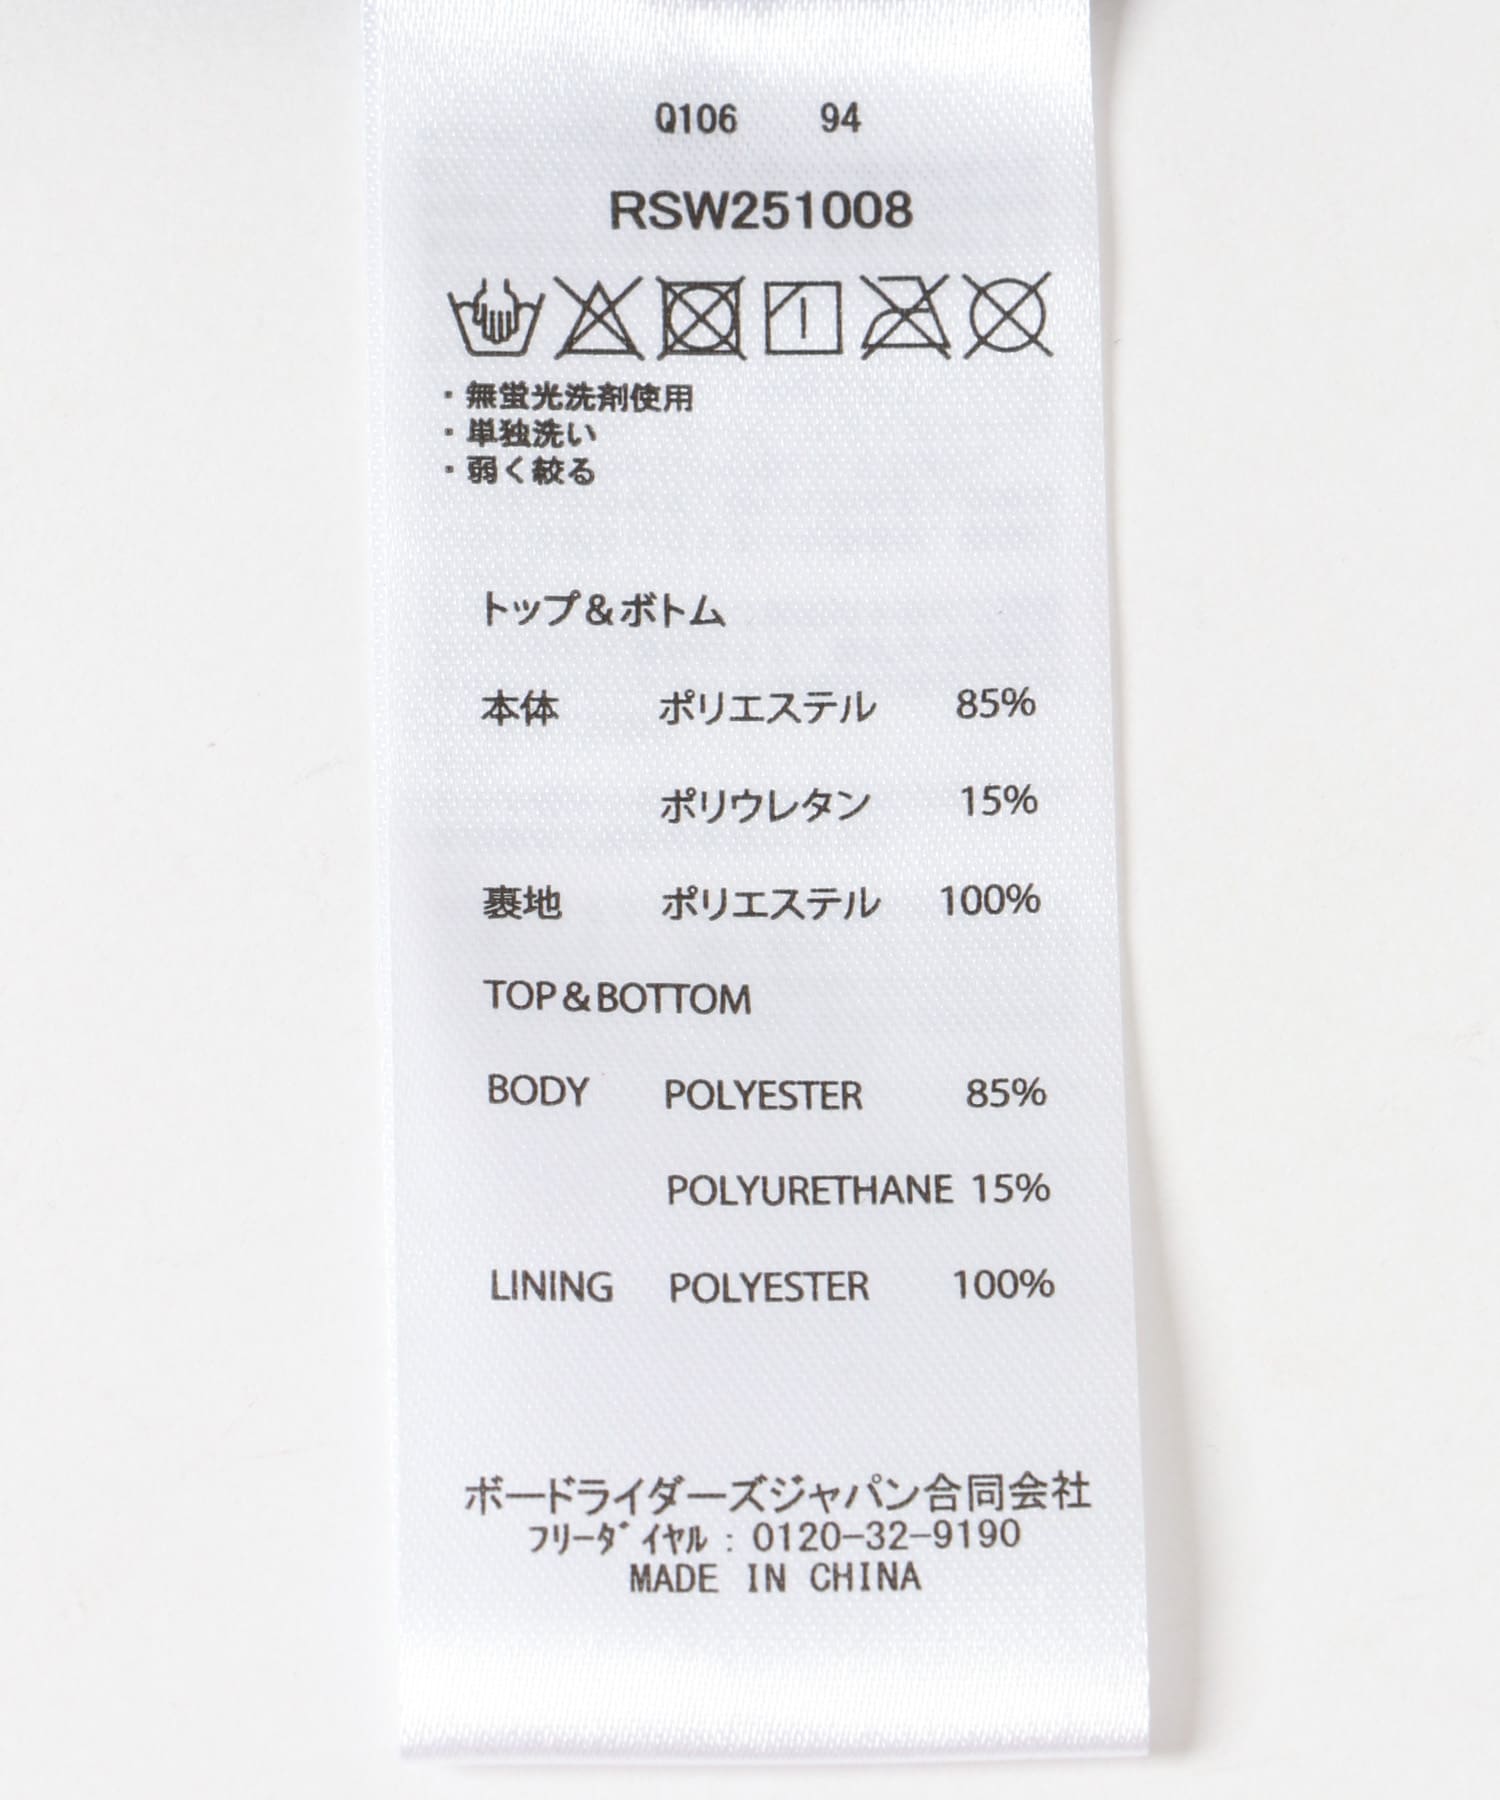 Q106 94
RSW251008
・無蛍光洗剤使用
・単独洗い
・弱く絞る
トップ&ボトム
本体 ポリエステル 85%
ポリウレタン 15%
裏地 ポリエステル 100%
TOP&BOTTOM
BODY POLYESTER 85%
POLYURETHANE 15%
LINING POLYESTER 100%
ボードライダーズジャパン合同会社
フリーダイヤル : 0120-32-9190
MADE IN CHINA